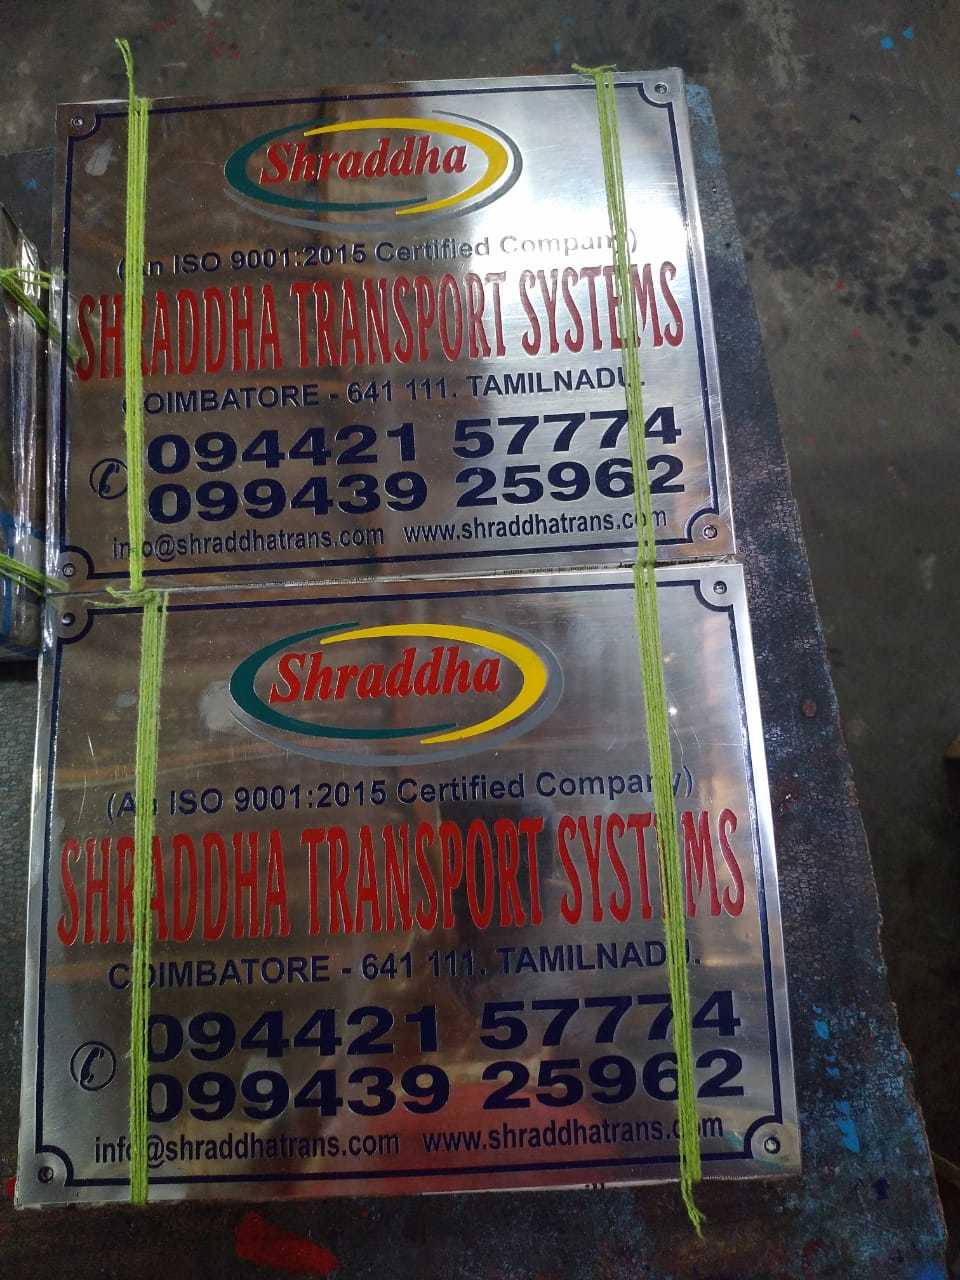 Shraddha
(An ISO 9001:2015 Certified Company)
SHRADDHA TRANSPORT SYSTEMS
COIMBATORE - 641 111. TAMILNADU.
094421 57774
099439 25962
info@shraddhatrans.com www.shraddhatrans.com
Shraddha
(An ISO 9001:2015 Certified Company)
SHRADDHA TRANSPORT SYSTEMS
COIMBATORE - 641 111. TAMILNADU.
094421 57774
099439 25962
info@shraddhatrans.com www.shraddhatrans.com